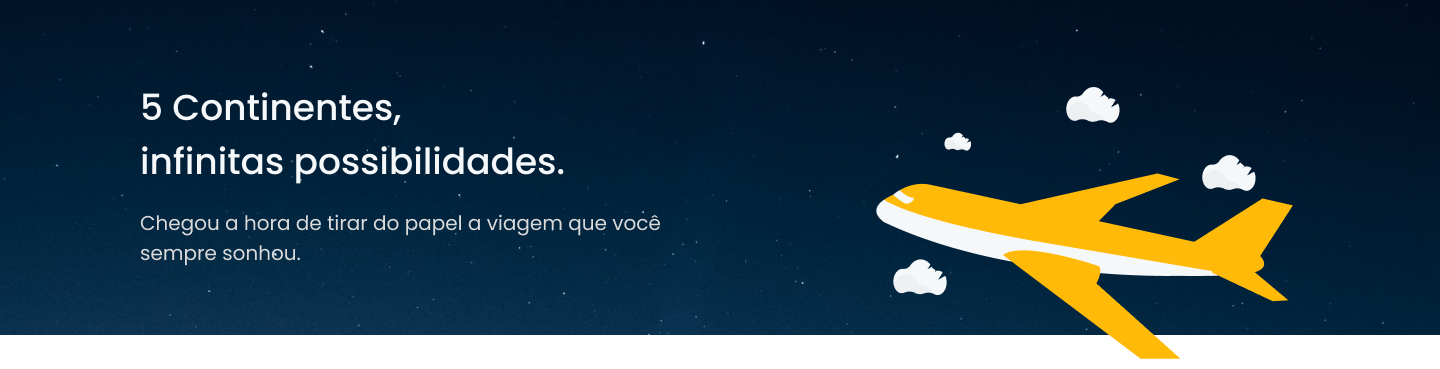 5 Continentes,
infinitas possibilidades.
Chegou a hora de tirar do papel a viagem que você
sempre sonhou.